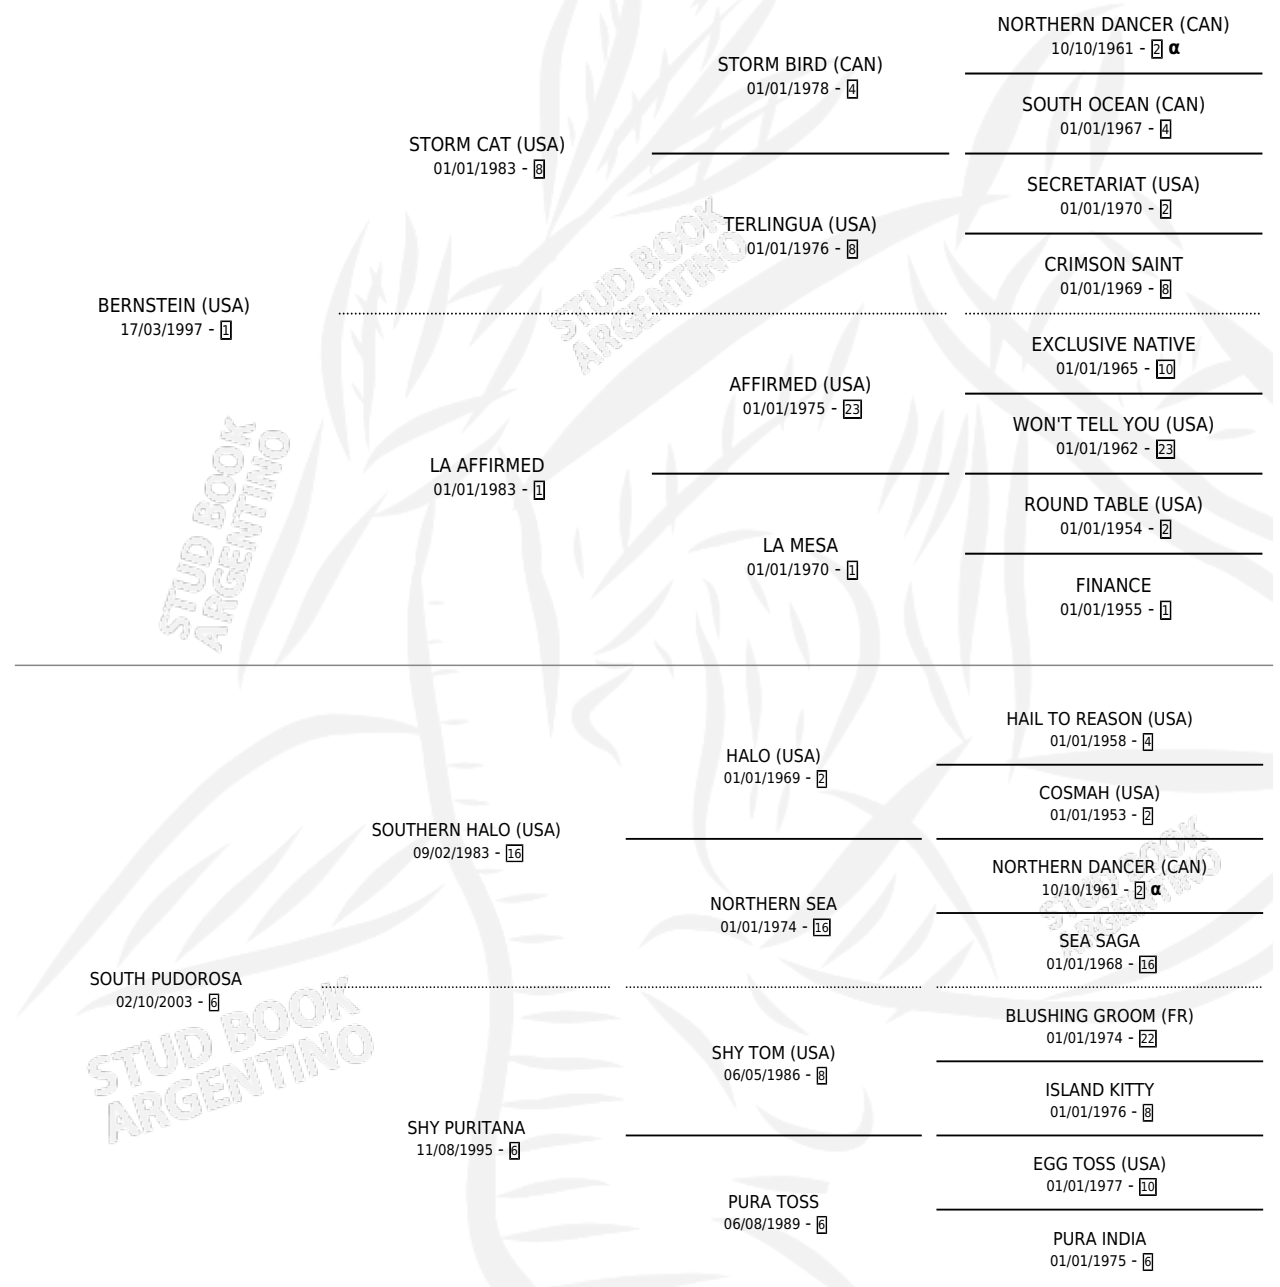 NORTHERN DANCER (CAN)
10/10/1961 - 2 α
STORM BIRD (CAN)
01/01/1978 - 4
SOUTH OCEAN (CAN)
01/01/1967 - 4
STORM CAT (USA)
01/01/1983 - 8
SECRETARIAT (USA)
01/01/1970 - 2
TERLINGUA (USA)
01/01/1976 - 8
CRIMSON SAINT
01/01/1969 - 8
BERNSTEIN (USA)
17/03/1997 - 1
EXCLUSIVE NATIVE
01/01/1965 - 10
AFFIRMED (USA)
01/01/1975 - 23
WON'T TELL YOU (USA)
01/01/1962 - 23
LA AFFIRMED
01/01/1983 - 1
ROUND TABLE (USA)
01/01/1954 - 2
LA MESA
01/01/1970 - 1
FINANCE
01/01/1955 - 1
HAIL TO REASON (USA)
01/01/1958 - 4
HALO (USA)
01/01/1969 - 2
COSMAH (USA)
01/01/1953 - 2
SOUTHERN HALO (USA)
09/02/1983 - 16
NORTHERN DANCER (CAN)
10/10/1961 - 2 α
NORTHERN SEA
01/01/1974 - 16
SEA SAGA
01/01/1968 - 16
SOUTH PUDOROSA
02/10/2003 - 6
BLUSHING GROOM (FR)
01/01/1974 - 22
SHY TOM (USA)
06/05/1986 - 8
ISLAND KITTY
01/01/1976 - 8
SHY PURITANA
11/08/1995 - 6
EGG TOSS (USA)
01/01/1977 - 10
PURA TOSS
06/08/1989 - 6
PURA INDIA
01/01/1975 - 6
STUD BOOK
ARGENTINO
STUD BOOK
ARGENTINO
STUD BOOK
ARGENTINO
STUD BOOK
ARGENTINO